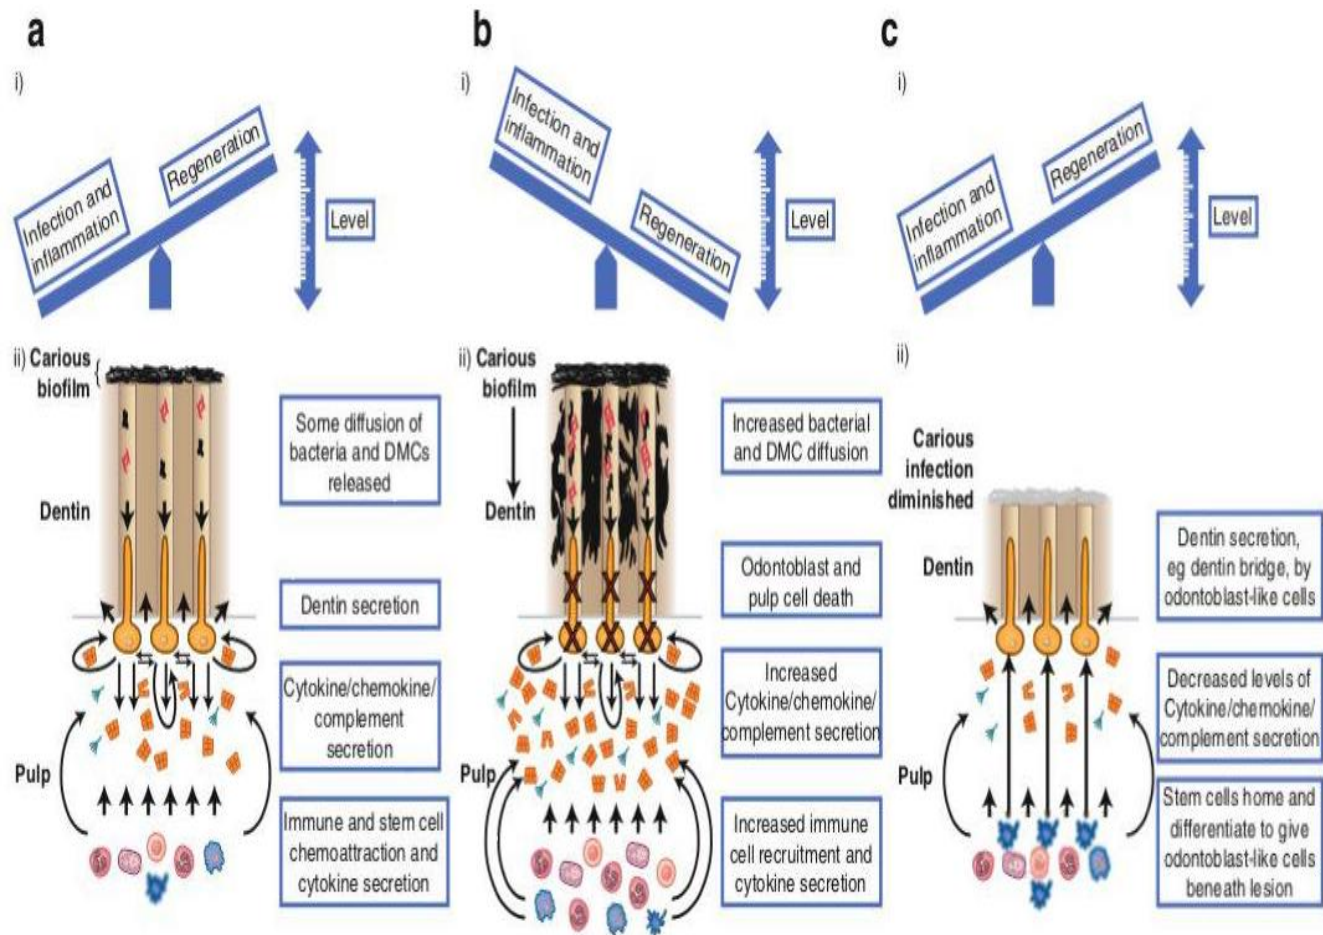 a
i)
Infection and
inflammation
Regeneration
Level
ii) Carious
biofilm
Dentin
Pulp
Some diffusion of
bacteria and DMCs
released
Dentin secretion
Cytokine/chemokine/
complement
secretion
Immune and stem cell
chemoattraction and
cytokine secretion
b
i)
Infection and
inflammation
Regeneration
Level
ii) Carious
biofilm
Dentin
Pulp
Increased bacterial
and DMC diffusion
Odontoblast and
pulp cell death
Increased
Cytokine/chemokine/
complement secretion
Increased immune
cell recruitment and
cytokine secretion
c
i)
Infection and
inflammation
Regeneration
Level
ii)
Carious
infection
diminished
Dentin
Pulp
Dentin secretion,
eg dentin bridge, by
odontoblast-like cells
Decreased levels of
Cytokine/chemokine/
complement secretion
Stem cells home and
differentiate to give
odontoblast-like cells
beneath lesion